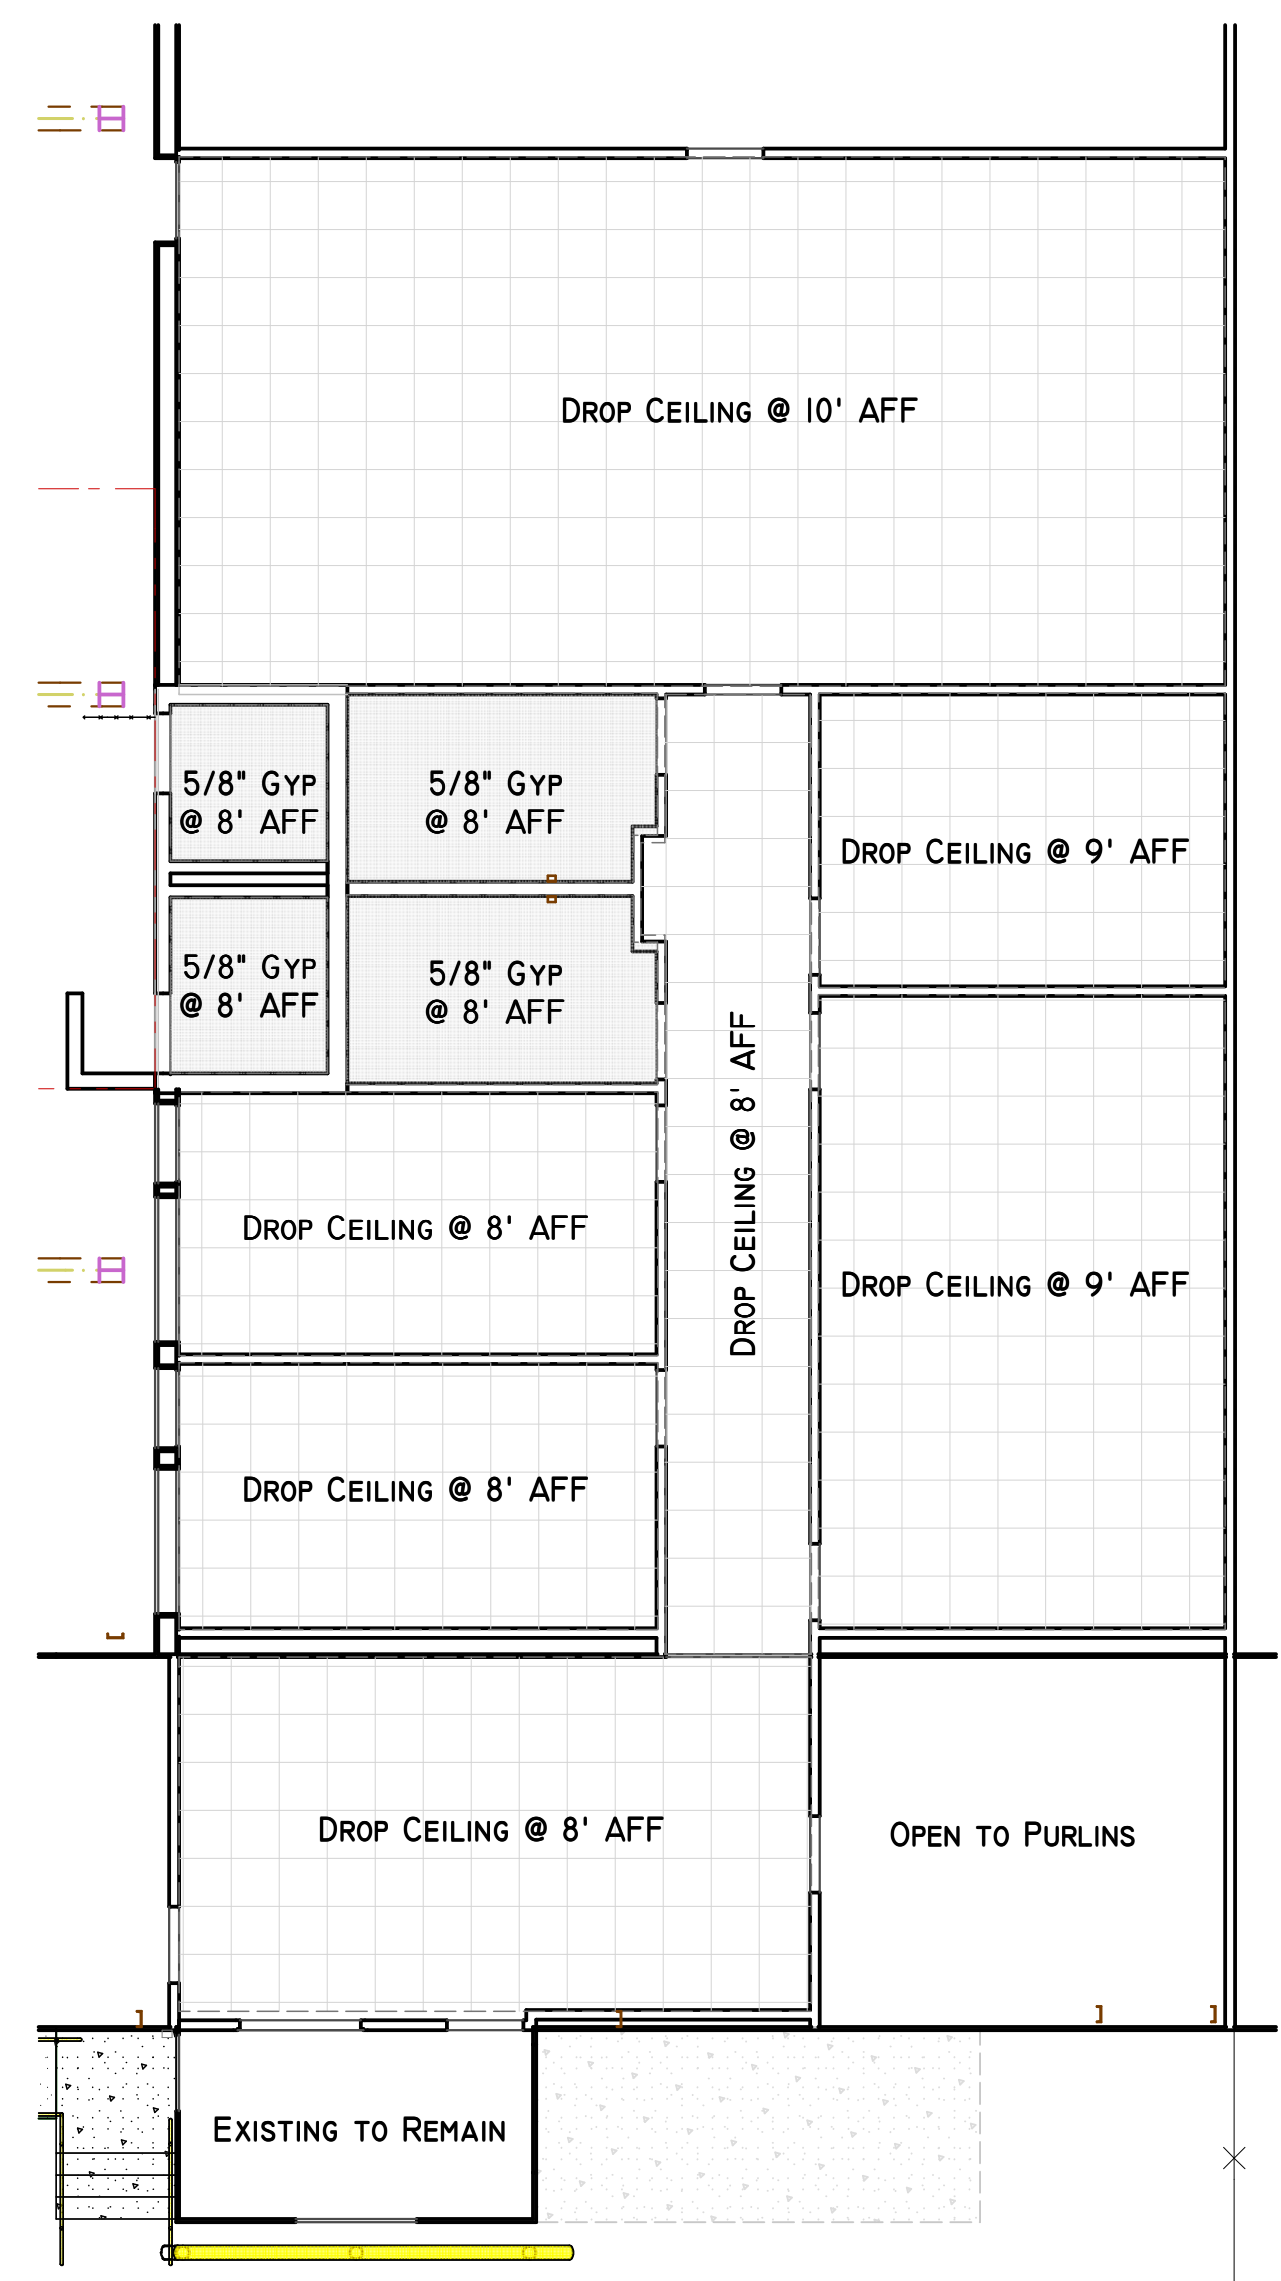 Drop Ceiling @ 10' AFF
5/8" Gyp
@ 8' AFF
5/8" Gyp
@ 8' AFF
Drop Ceiling @ 9' AFF
5/8" Gyp
@ 8' AFF
5/8" Gyp
@ 8' AFF
Drop Ceiling @ 8' AFF
Drop Ceiling @ 8' AFF
Drop Ceiling @ 9' AFF
Drop Ceiling @ 8' AFF
Drop Ceiling @ 8' AFF
Open to Purlins
Existing to Remain